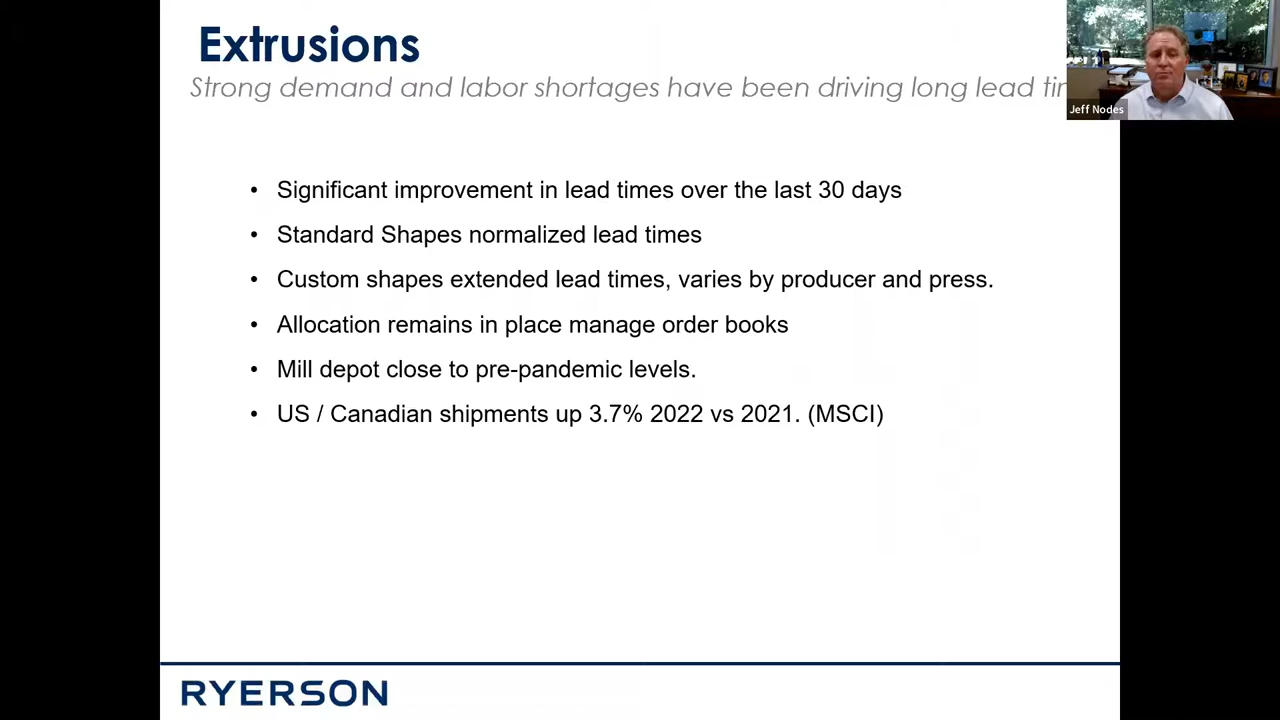 Extrusions
Strong demand and labor shortages have been driving long lead
Jeff Nodes
• Significant improvement in lead times over the last 30 days
• Standard Shapes normalized lead times
• Custom shapes extended lead times, varies by producer and press.
• Allocation remains in place manage order books
• Mill depot close to pre-pandemic levels.
• US / Canadian shipments up 3.7% 2022 vs 2021. (MSCI)
RYERSON